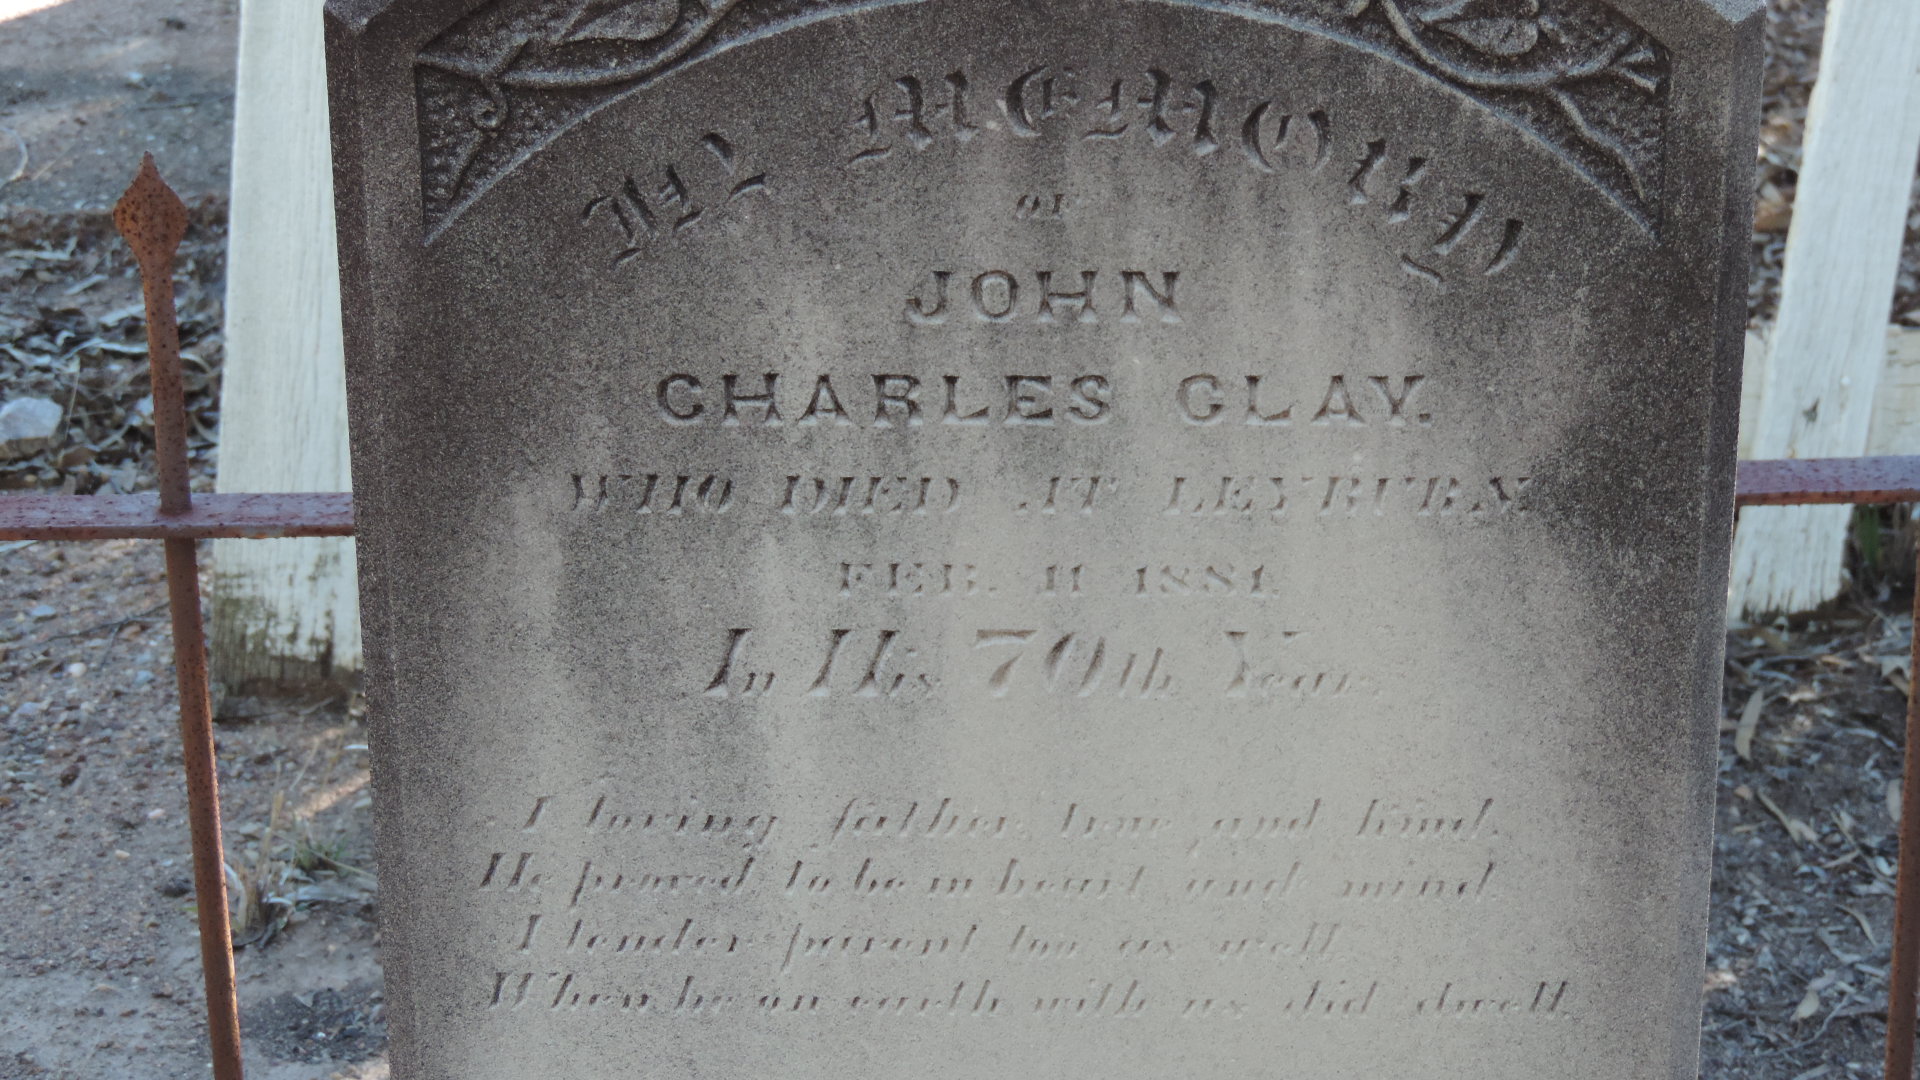 In Memory
OF
JOHN
CHARLES CLAY.
WHO DIED AT LEYBURN
FEB. 11 1881.
In His 70th Year.
A loving father, true and kind,
He proved to be in heart and mind,
A tender parent too as well,
When he on earth with us did dwell.